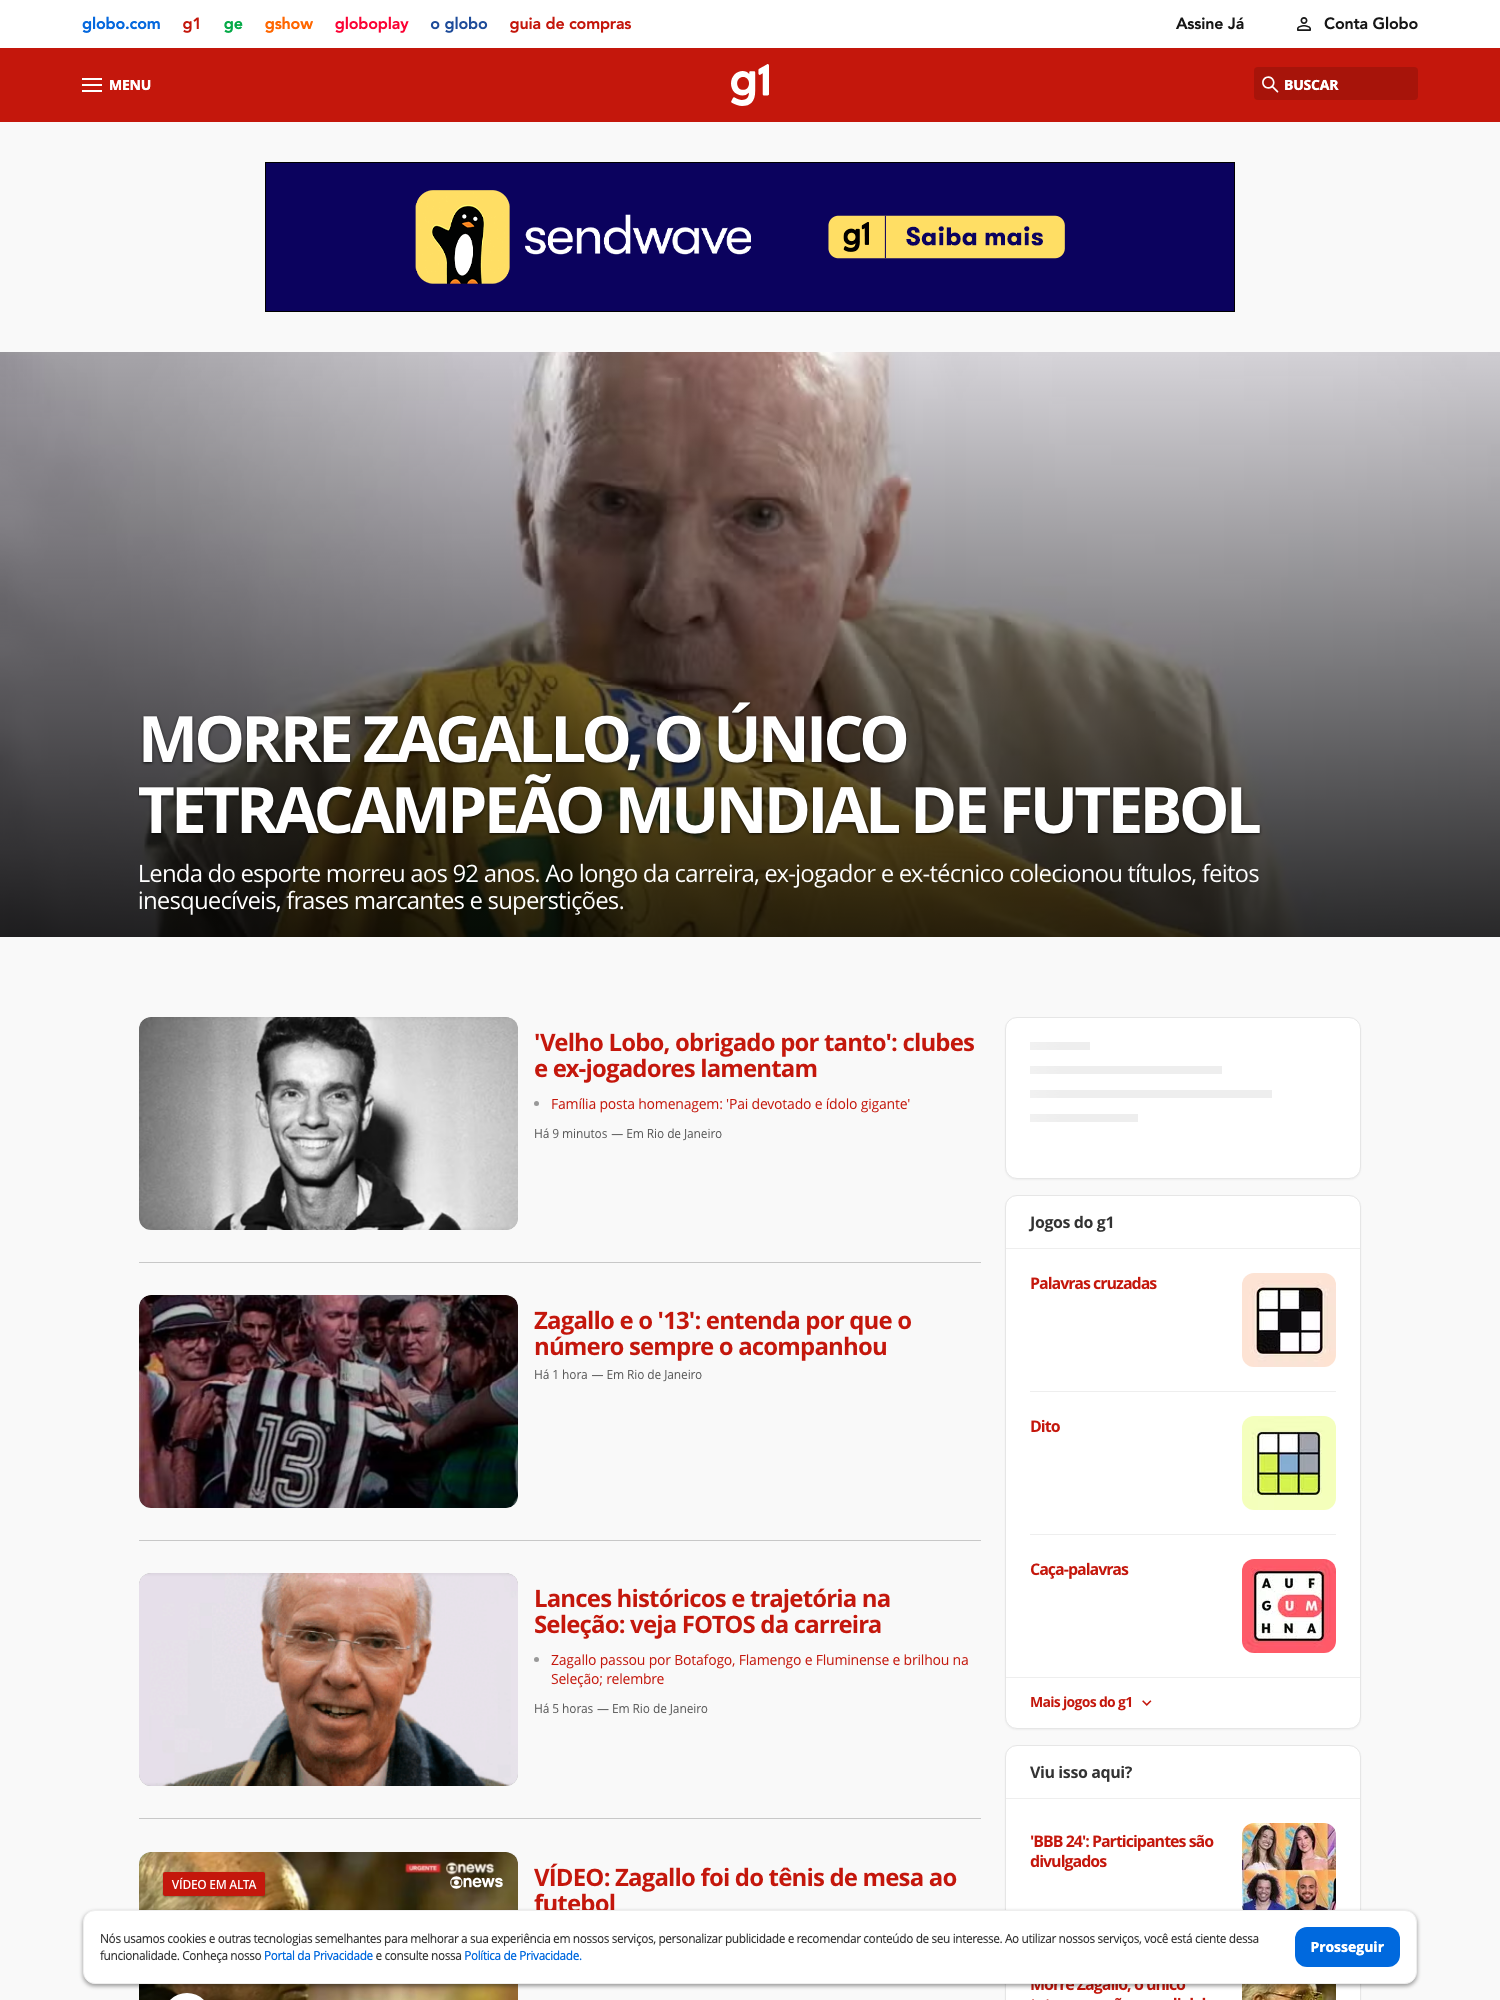 globo.com g1 ge gshow globoplay o globo guia de compras Assine Já Conta Globo
MENU g1 BUSCAR
sendwave g1 Saiba mais
MORRE ZAGALLO, O ÚNICO
TETRACAMPEÃO MUNDIAL DE FUTEBOL
Lenda do esporte morreu aos 92 anos. Ao longo da carreira, ex-jogador e ex-técnico colecionou títulos, feitos
inesquecíveis, frases marcantes e superstições.
'Velho Lobo, obrigado por tanto': clubes
e ex-jogadores lamentam
Família posta homenagem: 'Pai devotado e ídolo gigante'
Há 9 minutos — Em Rio de Janeiro
13
Zagallo e o '13': entenda por que o
número sempre o acompanhou
Há 1 hora — Em Rio de Janeiro
Lances históricos e trajetória na
Seleção: veja FOTOS da carreira
Zagallo passou por Botafogo, Flamengo e Fluminense e brilhou na
Seleção; relembre
Há 5 horas — Em Rio de Janeiro
VÍDEO EM ALTA
URGENTE news
news
VÍDEO: Zagallo foi do tênis de mesa ao
futebol
Jogos do g1
Palavras cruzadas
Dito
Caça-palavras
A U F
G U M
H N A
Mais jogos do g1
Viu isso aqui?
'BBB 24': Participantes são
divulgados
Morre Zagallo, o único
Nós usamos cookies e outras tecnologias semelhantes para melhorar a sua experiência em nossos serviços, personalizar publicidade e recomendar conteúdo de seu interesse. Ao utilizar nossos serviços, você está ciente dessa
funcionalidade. Conheça nosso Portal da Privacidade e consulte nossa Política de Privacidade.
Prosseguir